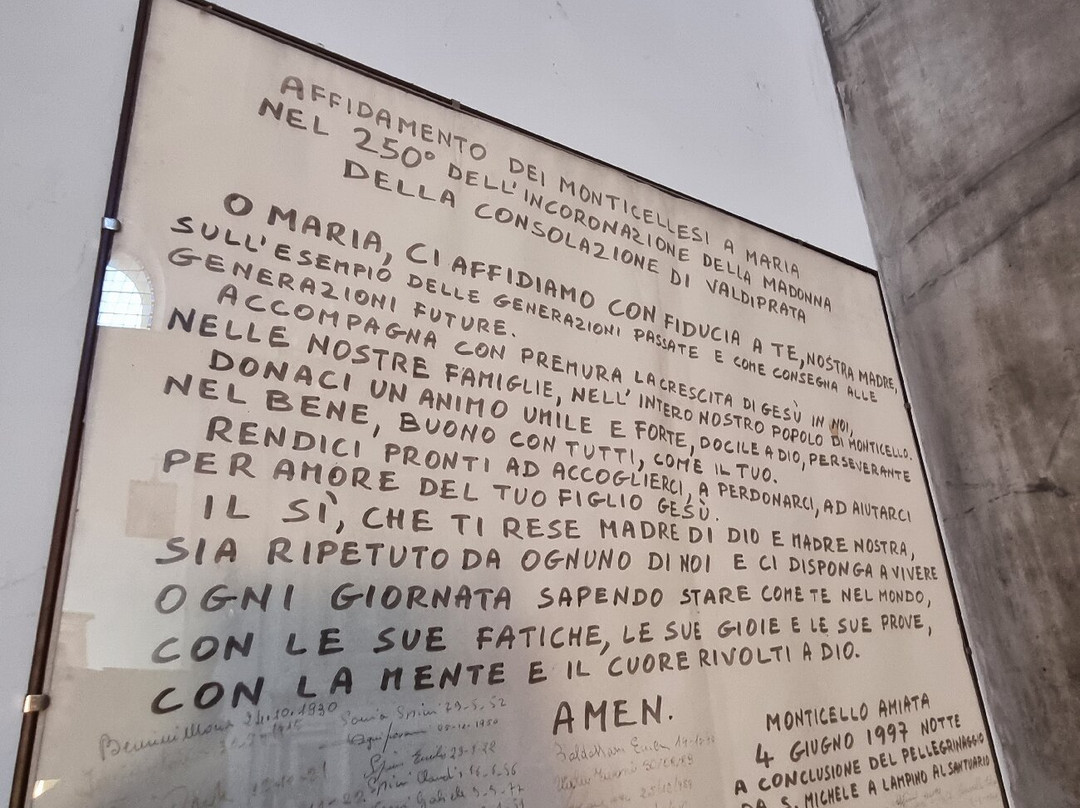 AFFIDAMENTO DEI MONTICELLESI A MARIA
NEL 250° DELL'INCORONAZIONE DELLA MADONNA
DELLA CONSOLAZIONE DI VALDIPRATA
O MARIA, CI AFFIDIAMO CON FIDUCIA A TE, NOSTRA MADRE,
SULL'ESEMPIO DELLE GENERAZIONI PASSATE E COME CONSEGNA ALLE
GENERAZIONI FUTURE.
ACCOMPAGNA CON PREMURA LA CRESCITA DI GESÙ IN NOI,
NELLE NOSTRE FAMIGLIE, NELL'INTERO NOSTRO POPOLO DI MONTICELLO.
DONACI UN ANIMO UMILE E FORTE, DOCILE A DIO, PERSEVERANTE
NEL BENE, BUONO CON TUTTI, COME IL TUO.
RENDICI PRONTI AD ACCOGLIERCI, A PERDONARCI, AD AIUTARCI
PER AMORE DEL TUO FIGLIO GESÙ.
IL SÌ, CHE TI RESE MADRE DI DIO E MADRE NOSTRA,
SIA RIPETUTO DA OGNUNO DI NOI E CI DISPONGA A VIVERE
OGNI GIORNATA SAPENDO STARE COME TE NEL MONDO,
CON LE SUE FATICHE, LE SUE GIOIE E LE SUE PROVE,
CON LA MENTE E IL CUORE RIVOLTI A DIO.
AMEN.
MONTICELLO AMIATA
4 GIUGNO 1997 NOTTE
A CONCLUSIONE DEL PELLEGRINAGGIO
DA S. MICHELE A LAMPINO AL SANTUARIO